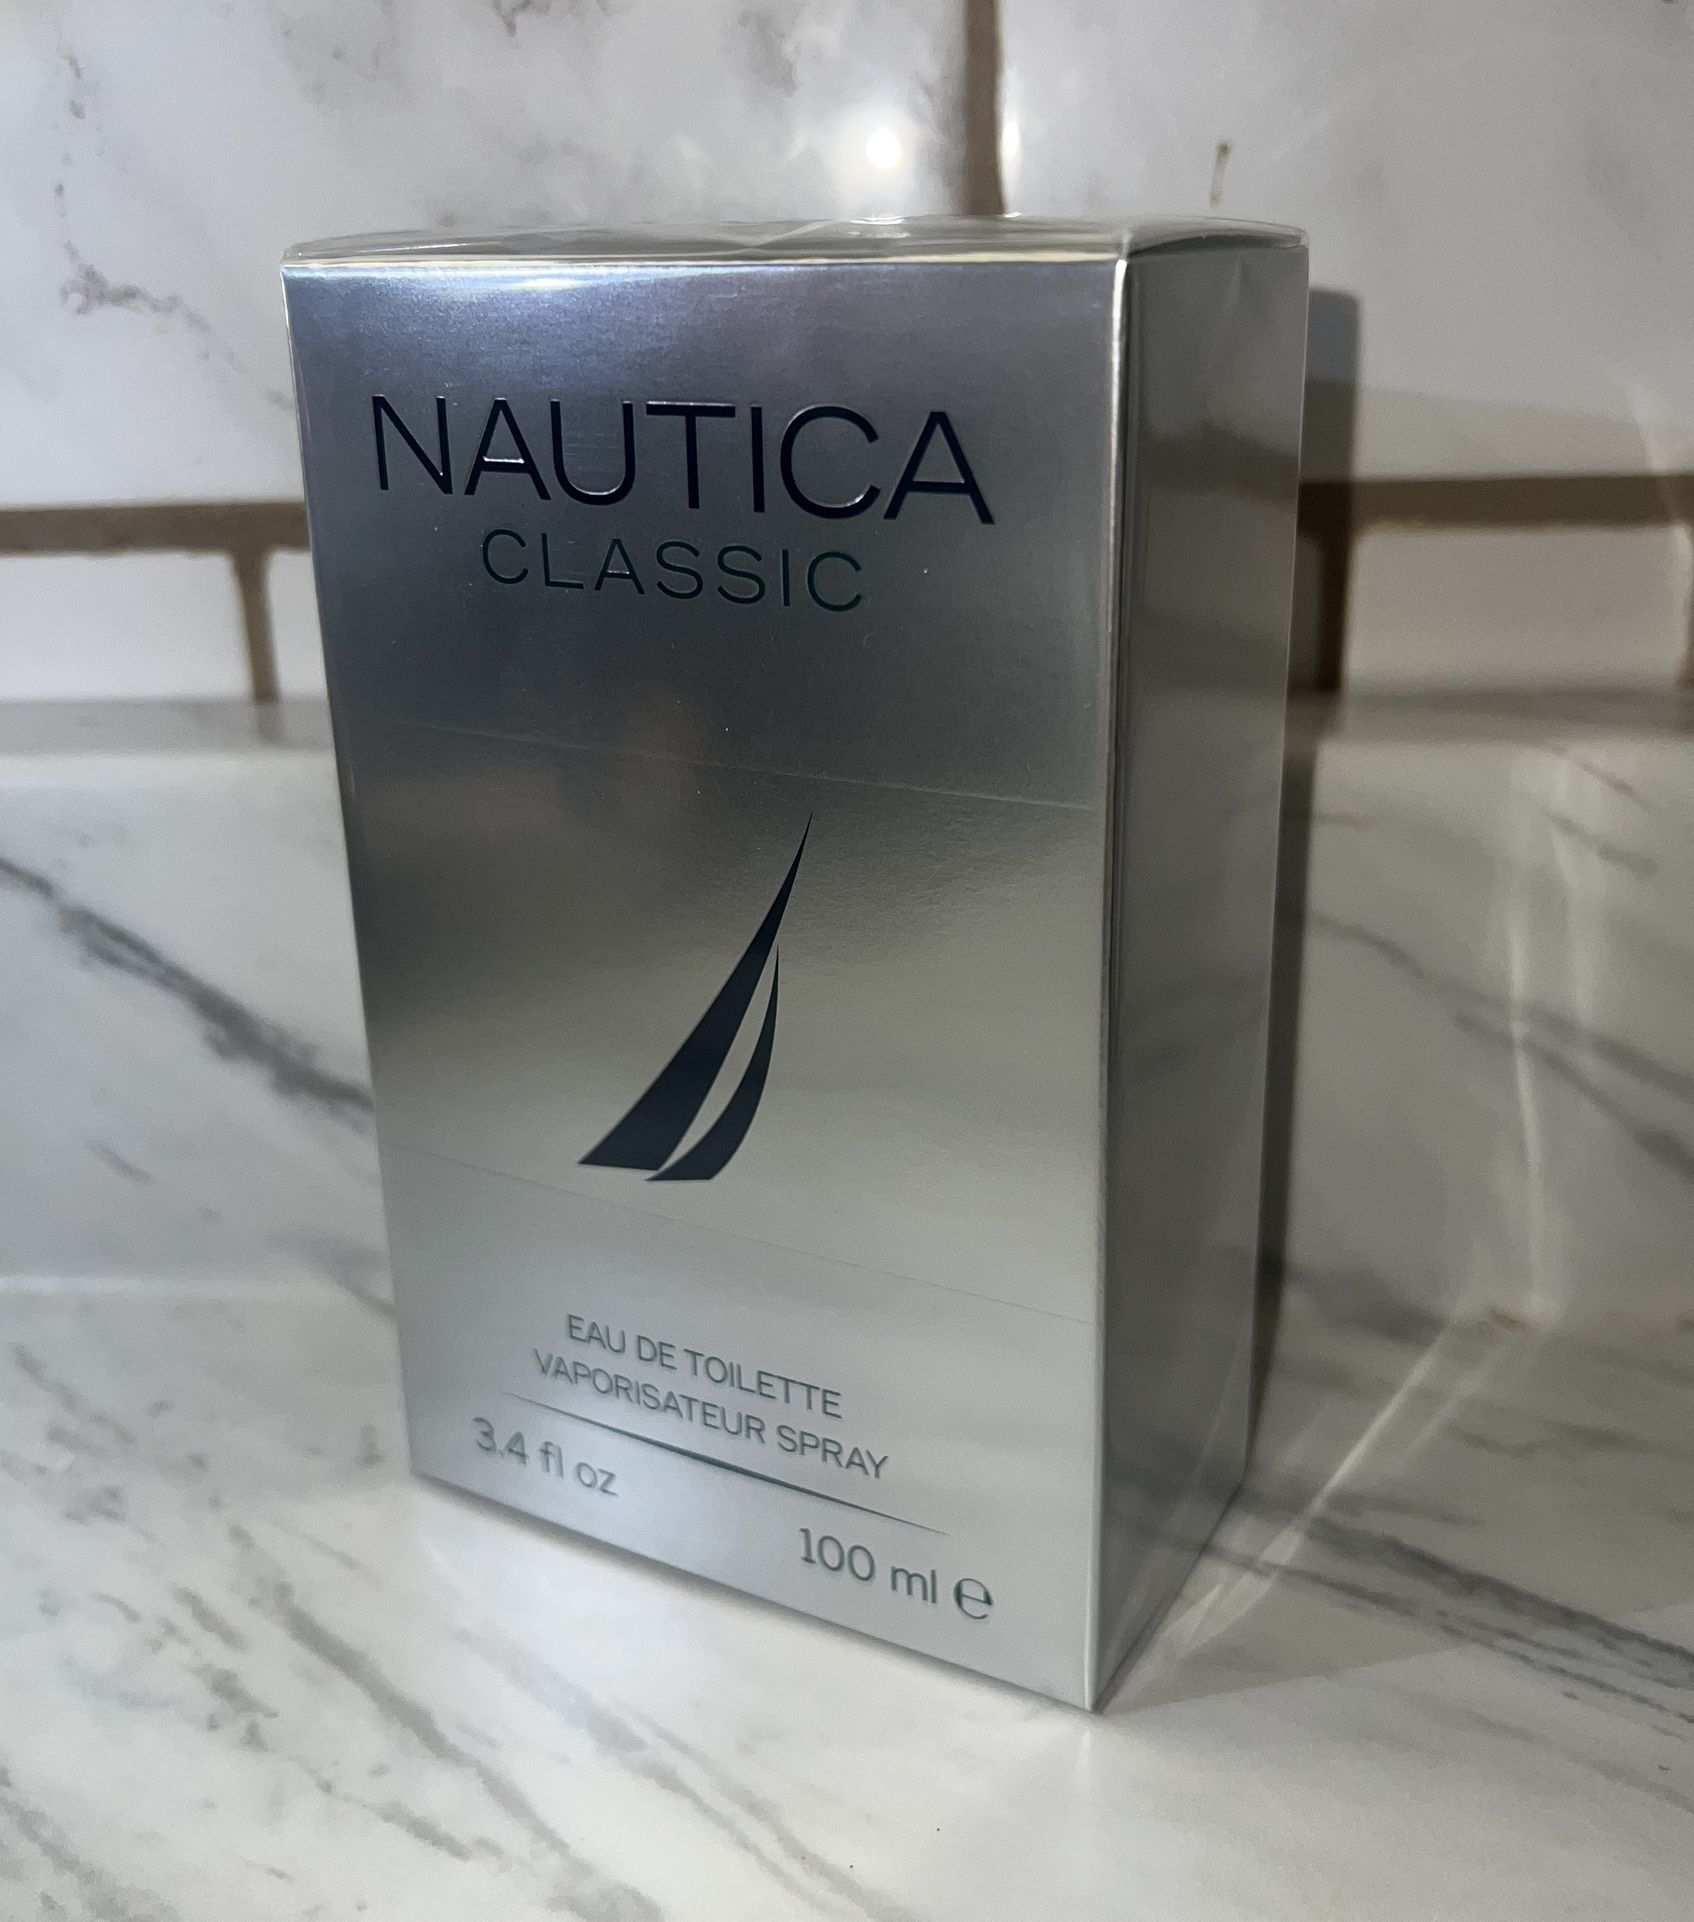 NAUTICA
CLASSIC
EAU DE TOILETTE
VAPORISATEUR SPRAY
3.4 fl oz
100 ml ℮